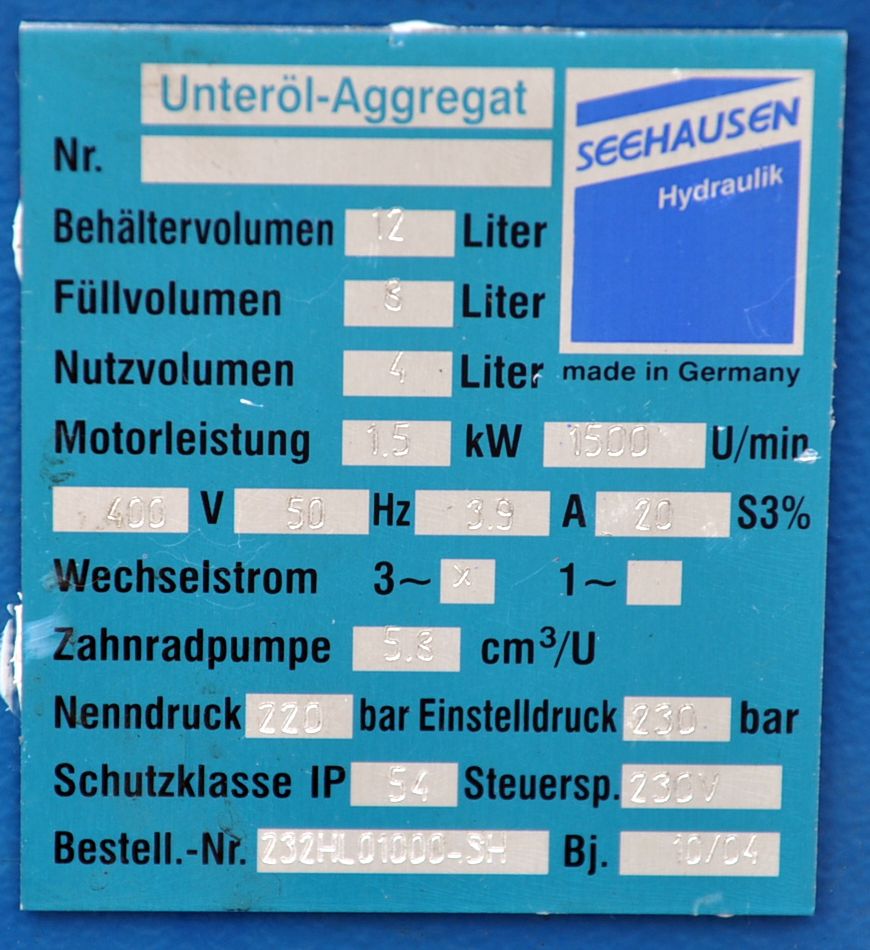 Unteröl-Aggregat
SEEHAUSEN
Hydraulik
Nr.
Behältervolumen 12 Liter
Füllvolumen 8 Liter
Nutzvolumen 4 Liter
made in Germany
Motorleistung 1.5 kW 1500 U/min
400 V 50 Hz 3.9 A 20 S3%
Wechselstrom 3~ x 1~
Zahnradpumpe 5.8 cm³/U
Nenndruck 220 bar Einstelldruck 230 bar
Schutzklasse IP 54 Steuersp. 230V
Bestell.-Nr. 232HL01000-SH Bj. 10/04